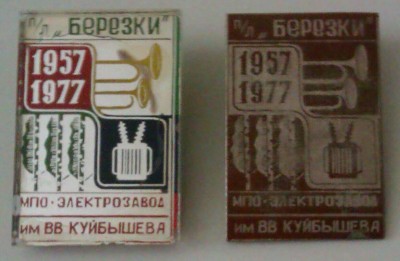 п/л „ БЕРЕЗКИ "
1957
1977
МПО · ЭЛЕКТРОЗАВОД
им ВВ КУЙБЫШЕВА
п/л „ БЕРЕЗКИ "
1957
1977
МПО · ЭЛЕКТРОЗАВОД
им ВВ КУЙБЫШЕВА